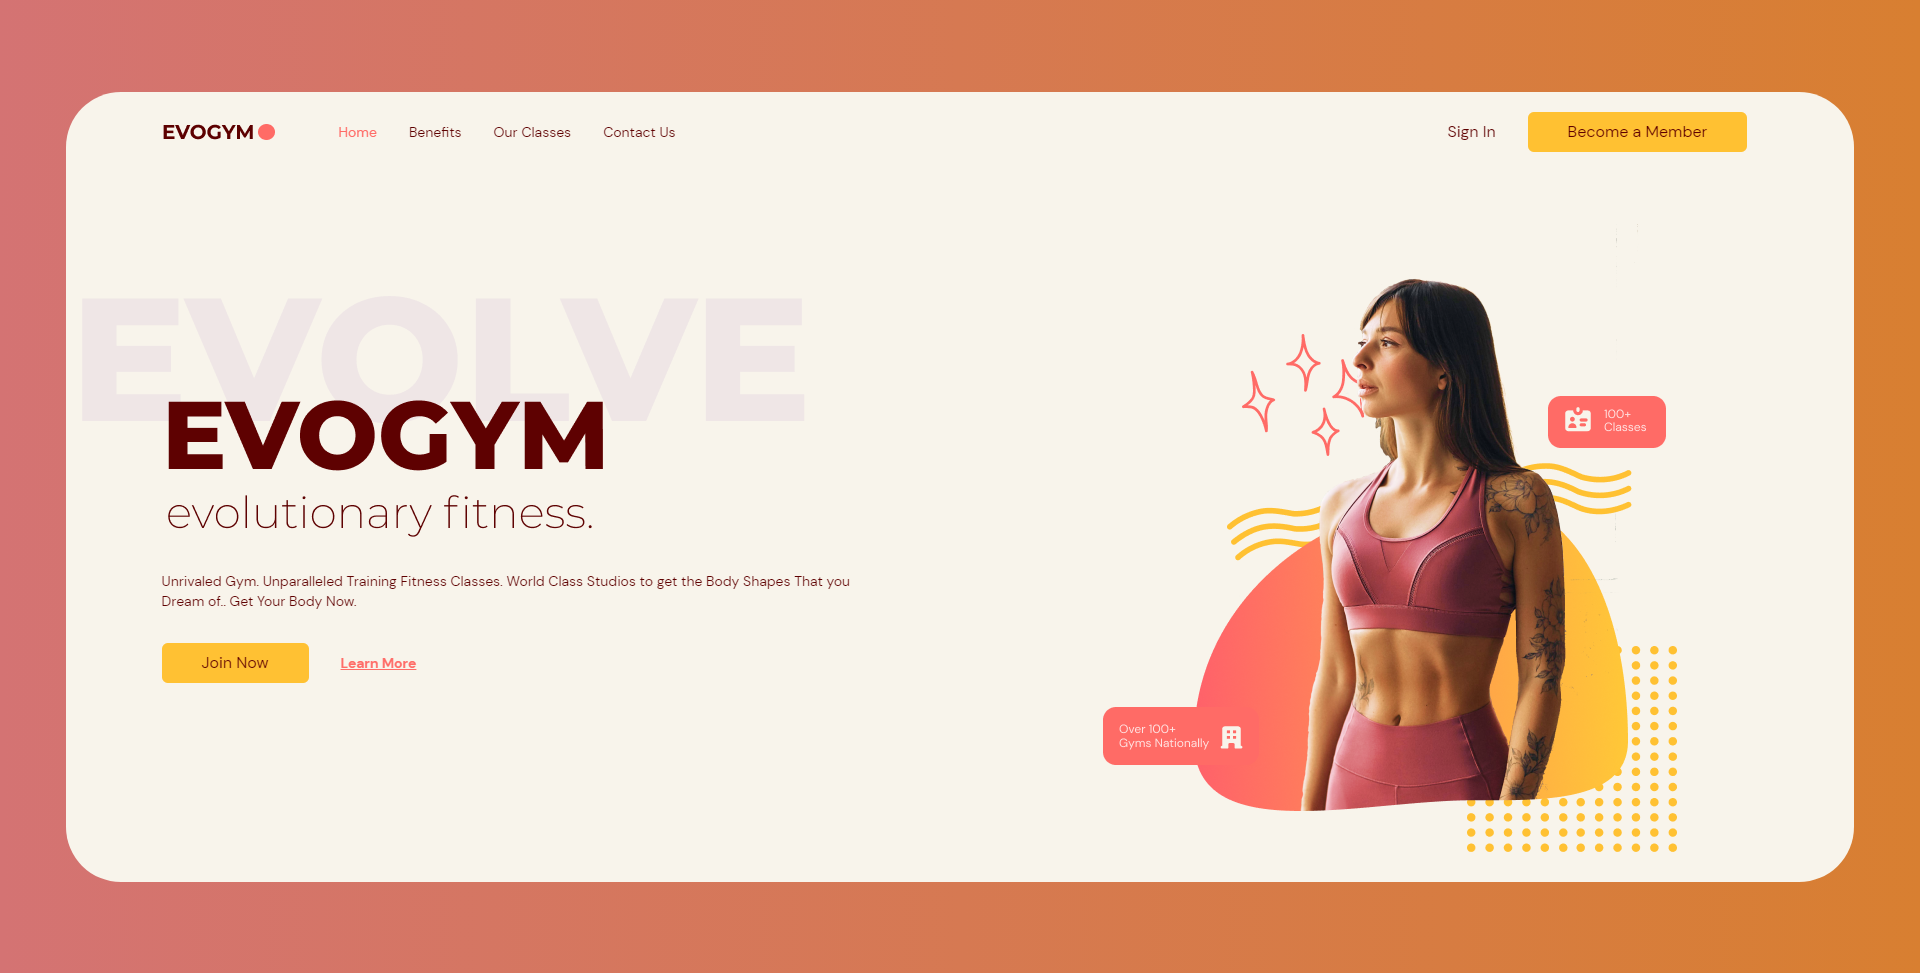 EVOGYM
Home
Benefits
Our Classes
Contact Us
Sign In
Become a Member
EVOLVE
EVOGYM
evolutionary fitness.
Unrivaled Gym. Unparalleled Training Fitness Classes. World Class Studios to get the Body Shapes That you
Dream of.. Get Your Body Now.
Join Now
Learn More
100+
Classes
Over 100+
Gyms Nationally